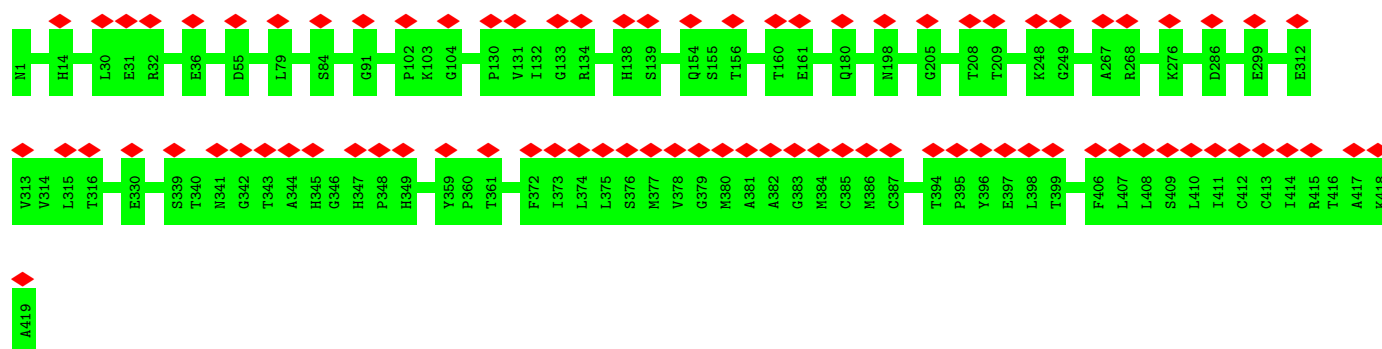 N1 H14 L30 E31 R32 E36 D55 L79 S84 G91 P102 K103 G104 P130 V131 I132 G133 R134 H138 S139 Q154 S155 T156 T160 E161 Q180 N198 G205 T208 T209 K248 G249 A267 R268 K276 D286 E299 E312
V313 V314 L315 T316 E330 S339 T340 N341 G342 T343 A344 H345 G346 H347 P348 H349 Y359 P360 T361 F372 I373 L374 L375 S376 M377 V378 G379 M380 A381 A382 G383 M384 C385 M386 C387 T394 P395 Y396 E397 L398 T399 F406 L407 L408 S409 L410 I411 C412 C413 I414 R415 T416 A417 K418
A419